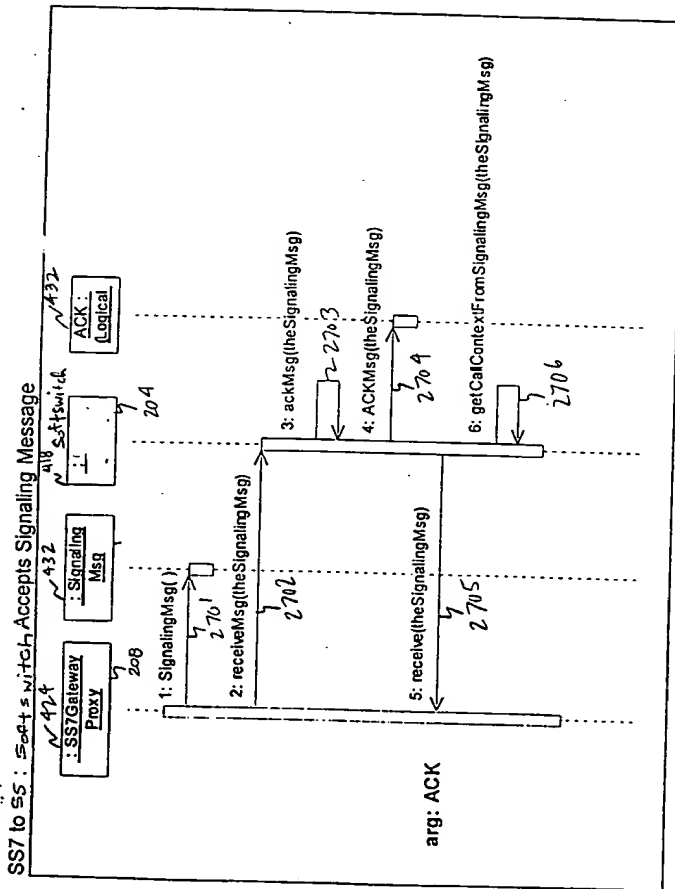 SS7 to SS: Softswitch Accepts Signaling Message
424
: SS7Gateway
Proxy
208
432
: Signaling
Msg
418
softswitch
204
432
ACK :
Logical
1: SignalingMsg( )
2701
2: receiveMsg(theSignalingMsg)
2702
3: ackMsg(theSignalingMsg)
2703
4: ACKMsg(theSignalingMsg)
2704
5: receive(theSignalingMsg)
2705
6: getCallContextFromSignalingMsg(theSignalingMsg)
2706
arg: ACK